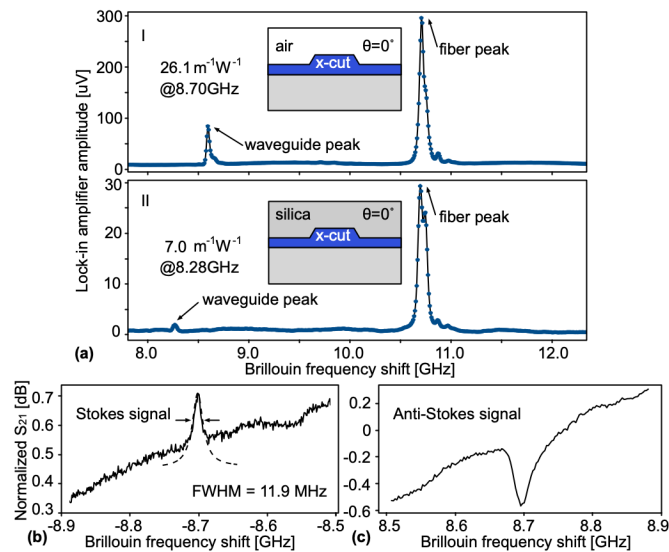 300
200
100
0
Lock-in amplifier amplitude [uV]
I
26.1 m⁻¹W⁻¹
@8.70GHz
air
θ=0°
x-cut
waveguide peak
fiber peak
30
20
10
0
II
7.0 m⁻¹W⁻¹
@8.28GHz
silica
θ=0°
x-cut
waveguide peak
fiber peak
8.0 9.0 10.0 11.0 12.0
(a)
Brillouin frequency shift [GHz]
Normalized S₂₁ [dB]
0.7
0.6
0.5
0.4
0.3
Stokes signal
FWHM = 11.9 MHz
-8.9 -8.8 -8.7 -8.6 -8.5
(b)
Brillouin frequency shift [GHz]
0.2
0
-0.2
-0.4
-0.6
Anti-Stokes signal
8.5 8.6 8.7 8.8 8.9
(c)
Brillouin frequency shift [GHz]